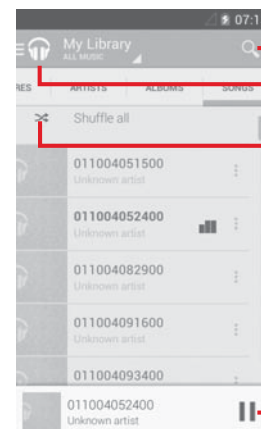 07:1
My Library
ALL MUSIC
RES ARTISTS ALBUMS SONGS
Shuffle all
011004051500
Unknown artist
011004052400
Unknown artist
011004082900
Unknown artist
011004091600
Unknown artist
011004093400
011004052400
Unknown artist